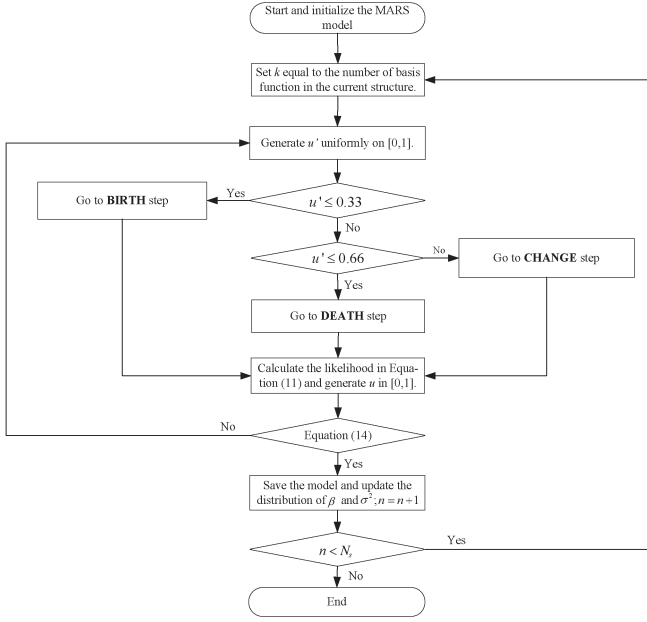 Start and initialize the MARS
model
Set k equal to the number of basis
function in the current structure.
Generate u' uniformly on [0,1].
Yes
Go to BIRTH step
u' ≤ 0.33
No
u' ≤ 0.66
No
Go to CHANGE step
Yes
Go to DEATH step
Calculate the likelihood in Equa-
tion (11) and generate u in [0,1].
No
Equation (14)
Yes
Save the model and update the
distribution of β and σ²; n = n+1
n < Nₛ
Yes
No
End